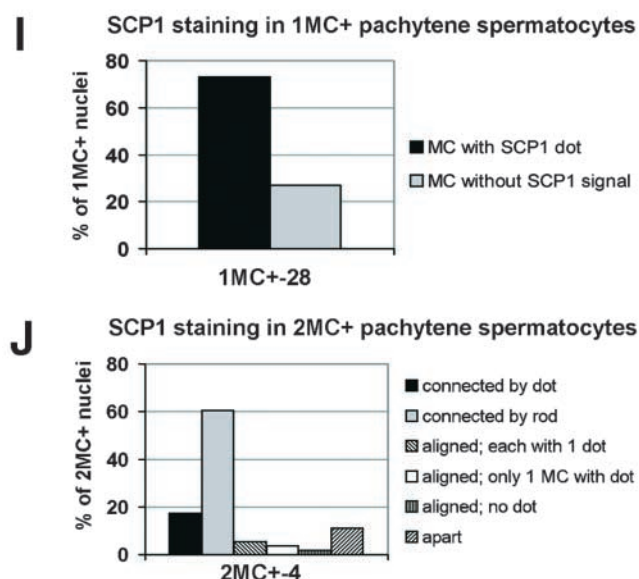 I
SCP1 staining in 1MC+ pachytene spermatocytes
% of 1MC+ nuclei
80
60
40
20
0
MC with SCP1 dot
MC without SCP1 signal
1MC+-28
J
SCP1 staining in 2MC+ pachytene spermatocytes
% of 2MC+ nuclei
80
60
40
20
0
connected by dot
connected by rod
aligned; each with 1 dot
aligned; only 1 MC with dot
aligned; no dot
apart
2MC+-4